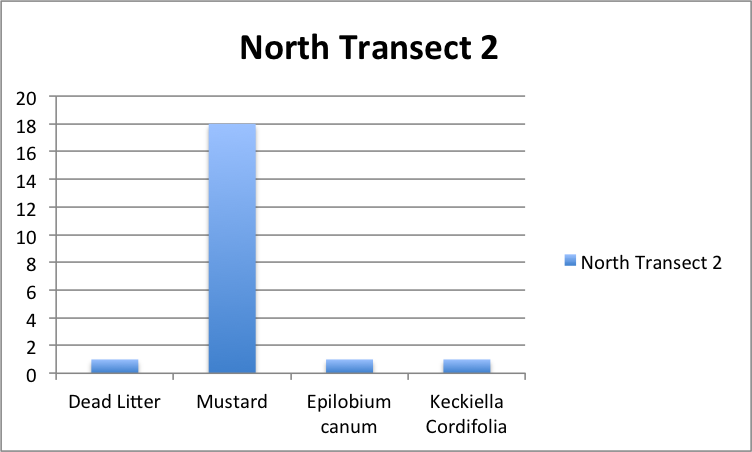 North Transect 2
20
18
16
14
12
10
8
6
4
2
0
Dead Litter
Mustard
Epilobium
canum
Keckiella
Cordifolia
North Transect 2